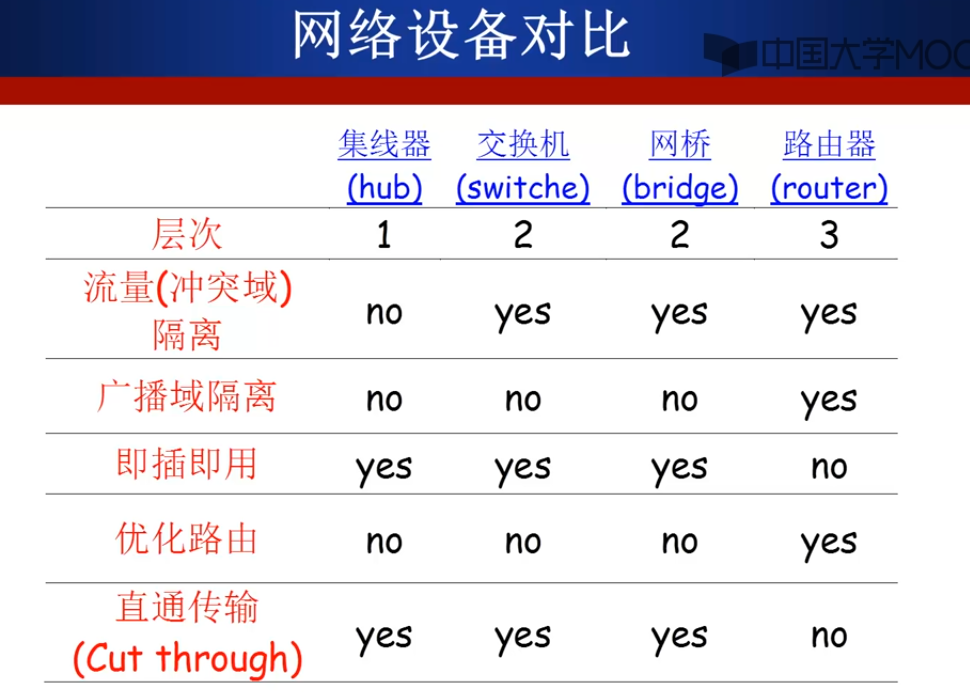 网络设备对比
中国大学MOO
集线器 交换机 网桥 路由器
(hub) (switche) (bridge) (router)
层次 1 2 2 3
流量(冲突域)
隔离 no yes yes yes
广播域隔离 no no no yes
即插即用 yes yes yes no
优化路由 no no no yes
直通传输
(Cut through) yes yes yes no